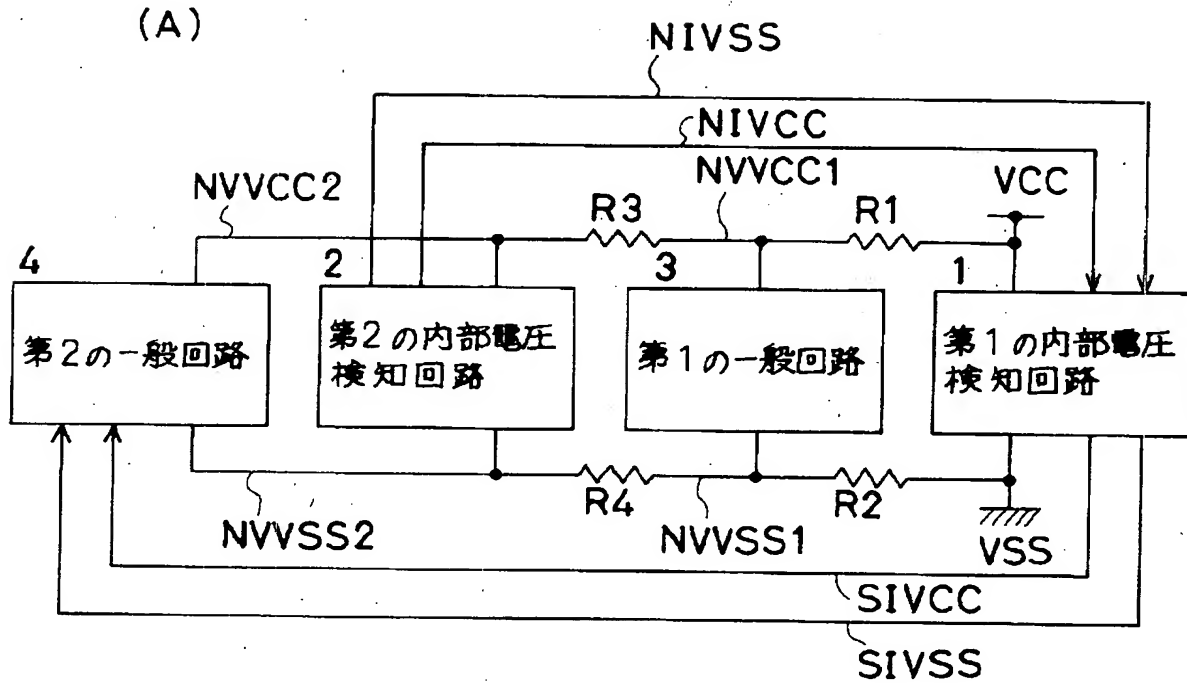 (A)
NIVSS
NIVCC
NVVCC2
NVVCC1
VCC
R3
R1
4
2
3
1
第2の一般回路
第2の内部電圧
検知回路
第1の一般回路
第1の内部電圧
検知回路
R4
R2
NVVSS2
NVVSS1
VSS
SIVCC
SIVSS